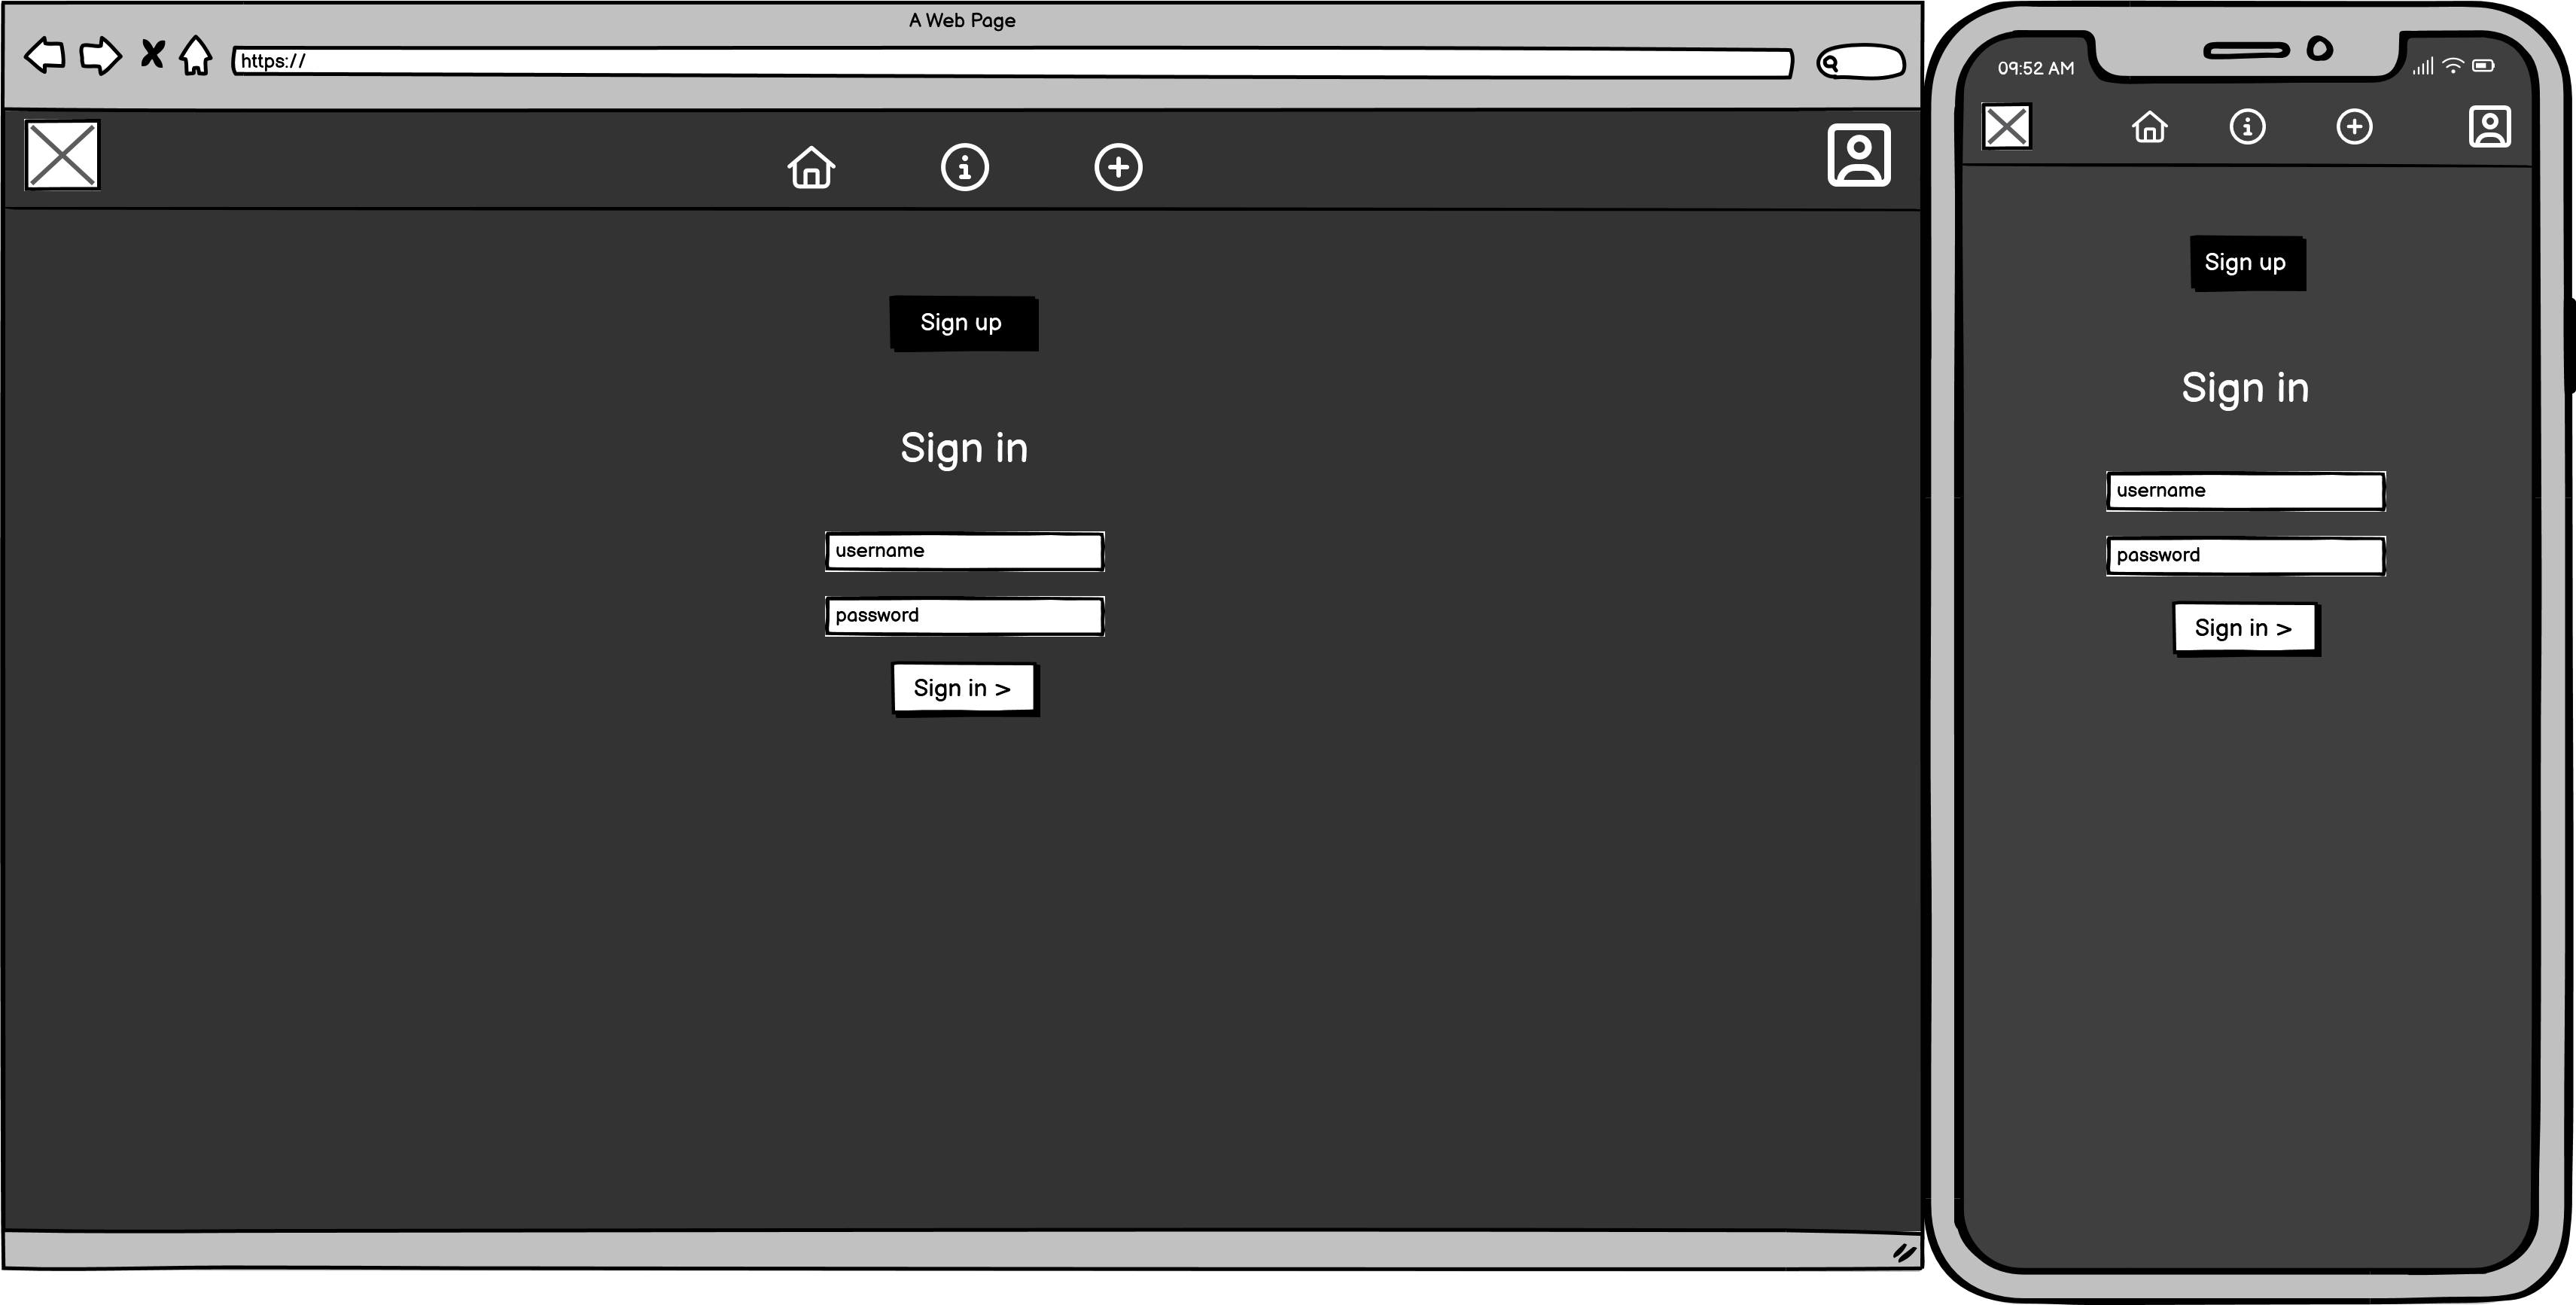 A Web Page
https://
Sign up
Sign in
username
password
Sign in >
09:52 AM
Sign up
Sign in
username
password
Sign in >